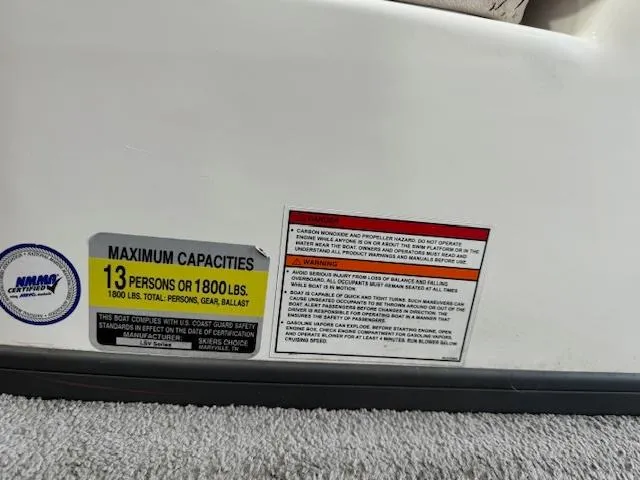 NMMA
CERTIFIED
MAXIMUM CAPACITIES
13 PERSONS OR 1800 LBS.
1800 LBS. TOTAL: PERSONS, GEAR, BALLAST
THIS BOAT COMPLIES WITH U.S. COAST GUARD SAFETY
STANDARDS IN EFFECT ON THE DATE OF CERTIFICATION
MANUFACTURER: SKIERS CHOICE
LSV Series MARYVILLE, TN
DANGER
• CARBON MONOXIDE AND PROPELLER HAZARD. DO NOT OPERATE
ENGINE WHILE ANYONE IS ON OR ABOUT THE SWIM PLATFORM OR IN THE
WATER NEAR THE BOAT. OWNERS AND OPERATORS MUST READ AND
UNDERSTAND ALL PRODUCT WARNINGS AND MANUALS BEFORE USE.
WARNING
• AVOID SERIOUS INJURY FROM LOSS OF BALANCE AND FALLING
OVERBOARD. ALL OCCUPANTS MUST REMAIN SEATED AT ALL TIMES
WHILE BOAT IS IN MOTION.
• BOAT IS CAPABLE OF QUICK AND TIGHT TURNS. SUCH MANEUVERS CAN
CAUSE UNSEATED OCCUPANTS TO BE THROWN AROUND OR OUT OF THE
BOAT. ALERT PASSENGERS BEFORE CHANGES IN DIRECTION. THE
DRIVER IS RESPONSIBLE FOR OPERATING BOAT IN A MANNER THAT
ENSURES THE SAFETY OF PASSENGERS.
GASOLINE VAPORS CAN EXPLODE. BEFORE STARTING ENGINE, OPEN
ENGINE BOX, CHECK ENGINE COMPARTMENT FOR GASOLINE VAPORS,
AND OPERATE BLOWER FOR AT LEAST 4 MINUTES. RUN BLOWER BELOW
CRUISING SPEED.